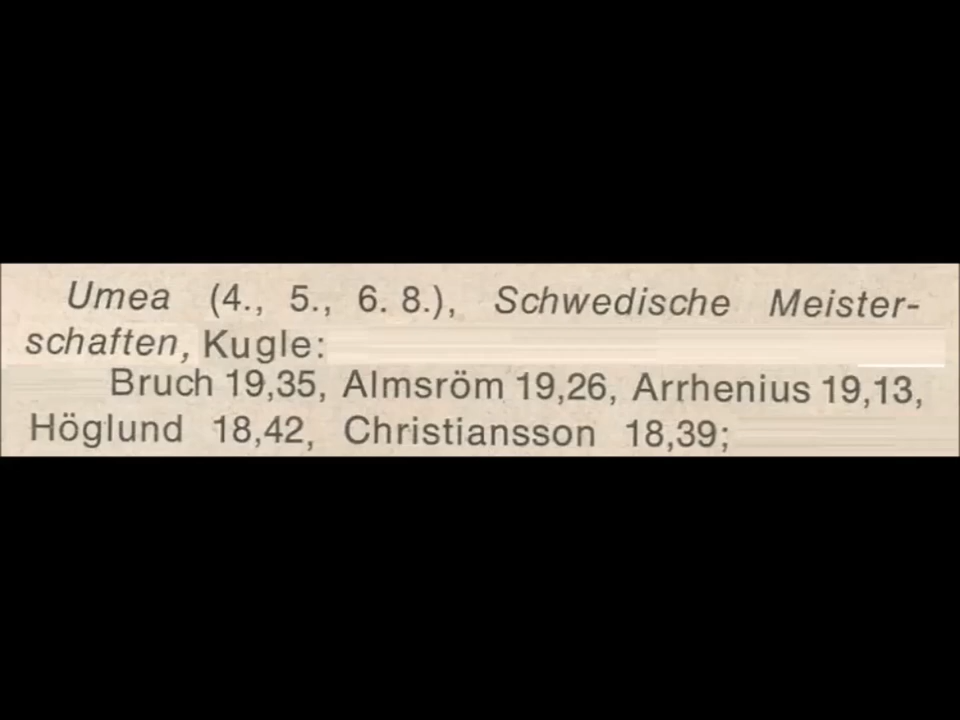 Umea (4., 5., 6. 8.), Schwedische Meister-
schaften, Kugle:
Bruch 19,35, Almsröm 19,26, Arrhenius 19,13,
Höglund 18,42, Christiansson 18,39;